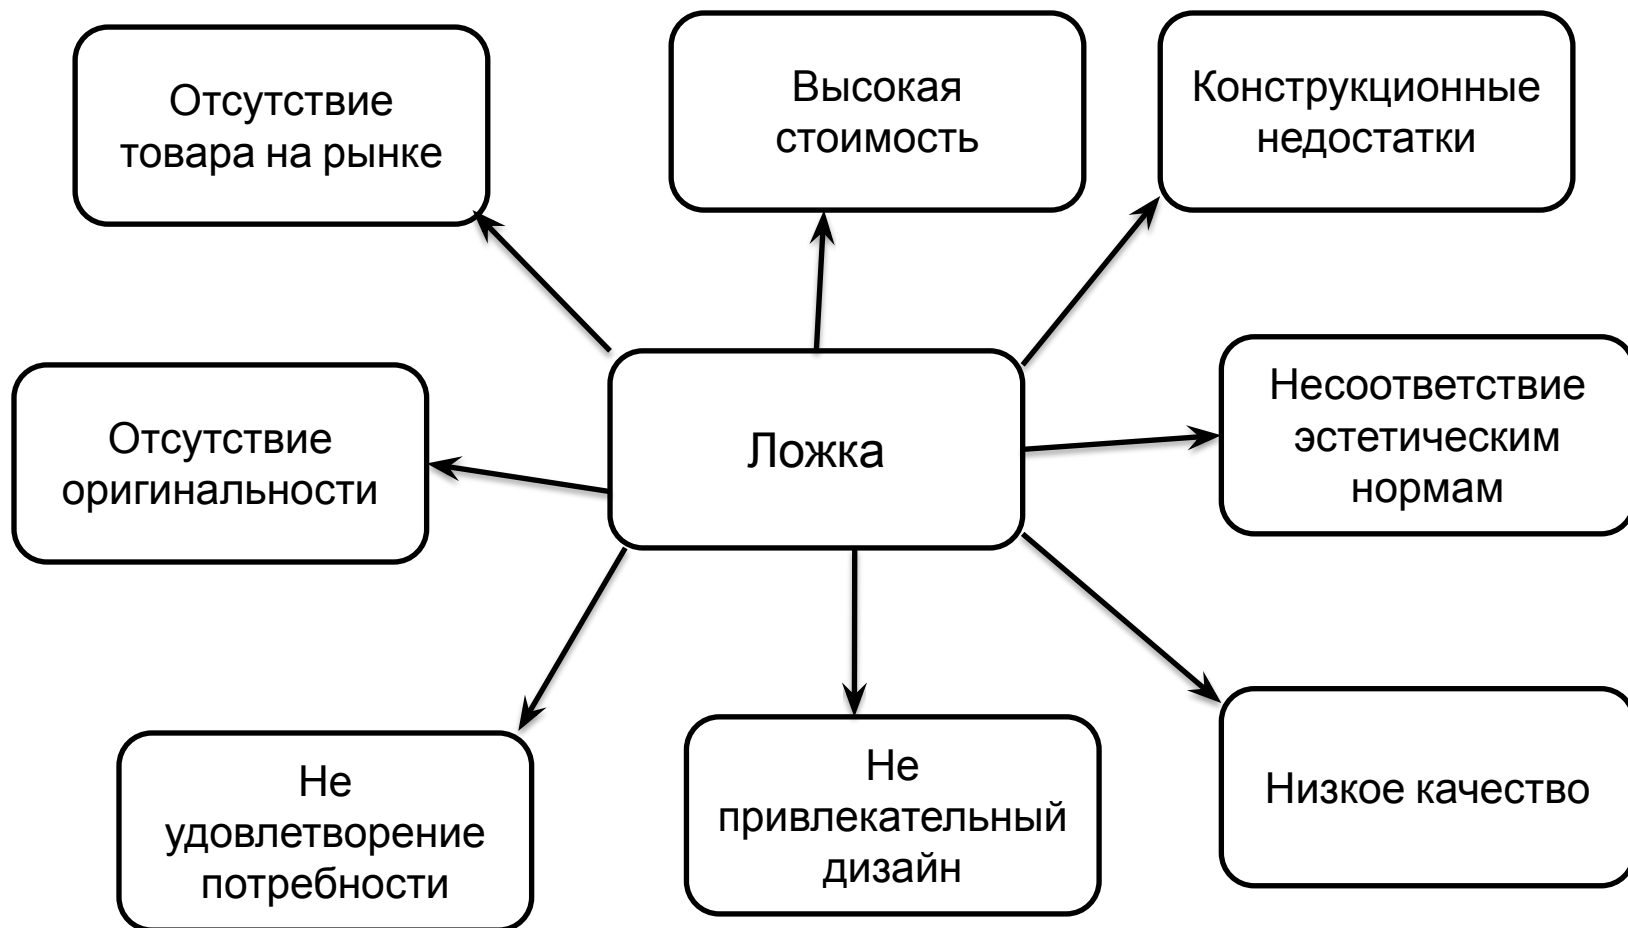 Отсутствие
товара на рынке
Высокая
стоимость
Конструкционные
недостатки
Отсутствие
оригинальности
Ложка
Несоответствие
эстетическим
нормам
Не
удовлетворение
потребности
Не
привлекательный
дизайн
Низкое качество